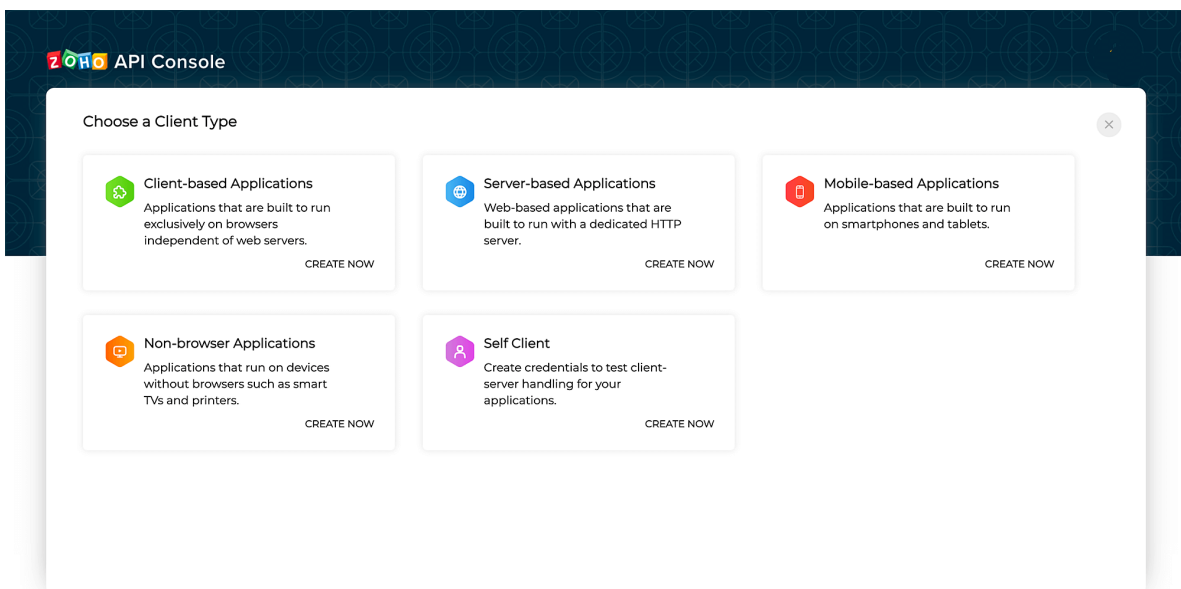 ZOHO API Console
Choose a Client Type
Client-based Applications
Applications that are built to run
exclusively on browsers
independent of web servers.
CREATE NOW
Server-based Applications
Web-based applications that are
built to run with a dedicated HTTP
server.
CREATE NOW
Mobile-based Applications
Applications that are built to run
on smartphones and tablets.
CREATE NOW
Non-browser Applications
Applications that run on devices
without browsers such as smart
TVs and printers.
CREATE NOW
Self Client
Create credentials to test client-
server handling for your
applications.
CREATE NOW